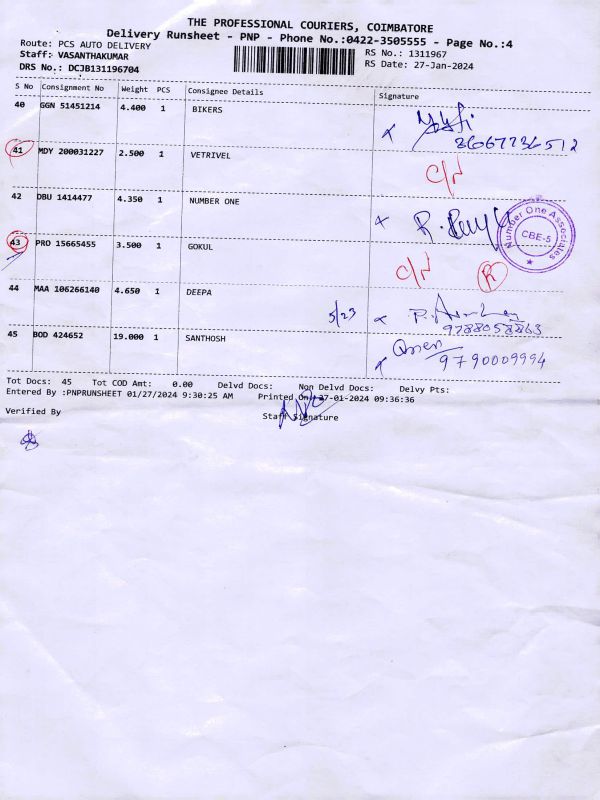 THE PROFESSIONAL COURIERS, COIMBATORE
Delivery Runsheet - PNP - Phone No.:0422-3505555 - Page No.:4
Route: PCS AUTO DELIVERY RS No.: 1311967
Staff: VASANTHAKUMAR RS Date: 27-Jan-2024
DRS No.: DCJB131196704
S No Consignment No Weight PCS Consignee Details Signature
40 GGN 51451214 4.400 1 BIKERS
86067236512
41 MDY 200031227 2.500 1 VETRIVEL C/N
42 DBU 1414477 4.350 1 NUMBER ONE
Number One Associates CBE-5
43 PRO 15665455 3.500 1 GOKUL C/N R
44 MAA 106266140 4.650 1 DEEPA 5/23
9788058863
45 BOD 424652 19.000 1 SANTHOSH
9790009994
Tot Docs: 45 Tot COD Amt: 0.00 Delvd Docs: Non Delvd Docs: Delvy Pts:
Entered By :PNPRUNSHEET 01/27/2024 9:30:25 AM Printed On: 27-01-2024 09:36:36
Verified By Staff Signature